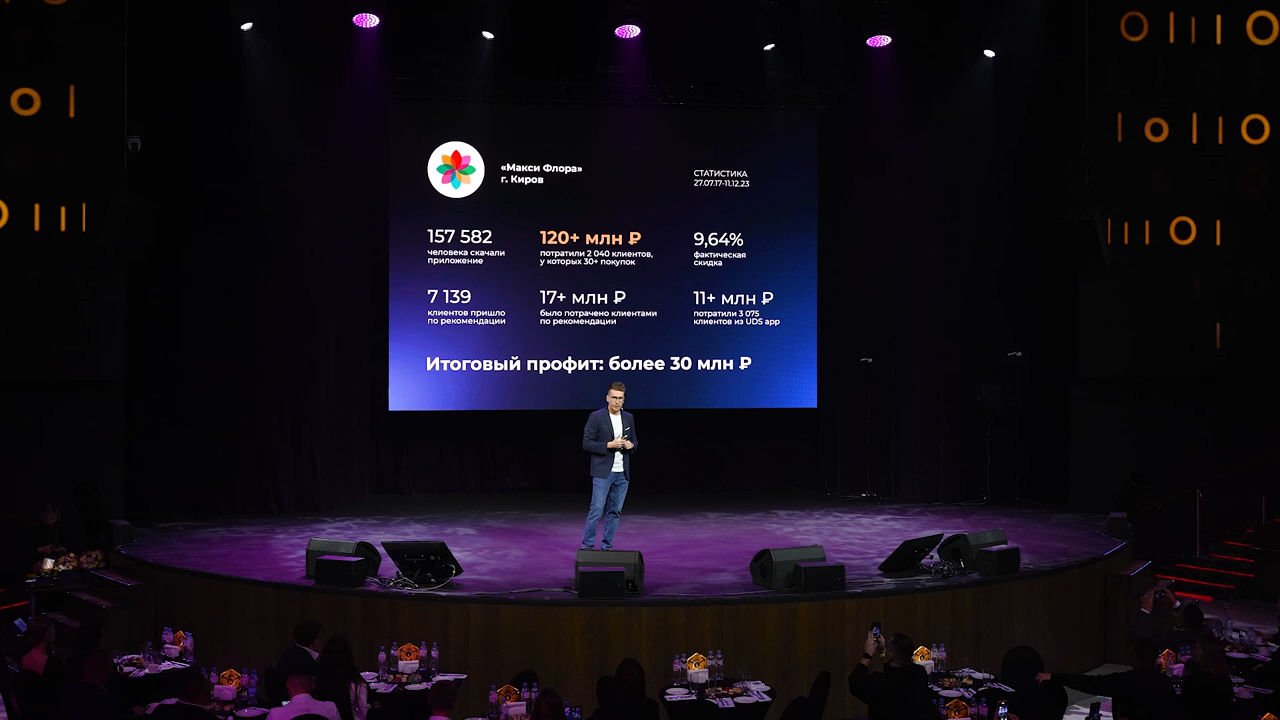 «Макси Флора»
г. Киров
СТАТИСТИКА
27.07.17-11.12.23
157 582
человека скачали
приложение
120+ млн ₽
потратили 2 040 клиентов,
у которых 30+ покупок
9,64%
фактическая
скидка
7 139
клиентов пришло
по рекомендации
17+ млн ₽
было потрачено клиентами
по рекомендации
11+ млн ₽
потратили 3 075
клиентов из UDS app
Итоговый профит: более 30 млн ₽